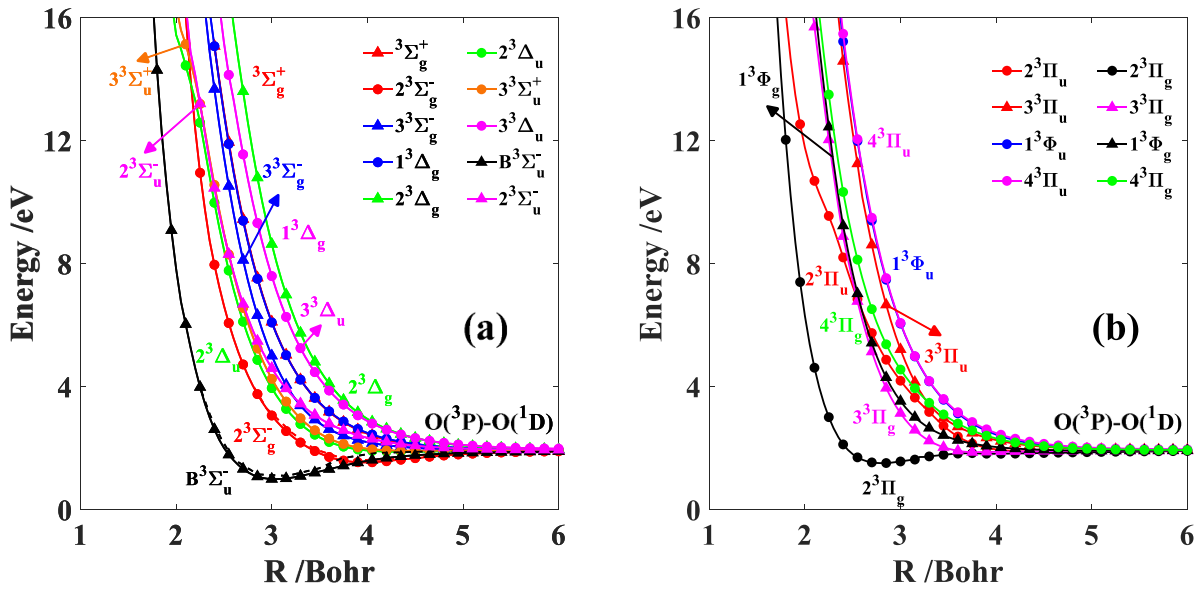 16
12
8
4
0
1
2
3
4
5
6
Energy /eV
R /Bohr
(a)
³Σg⁺
2³Σg⁻
3³Σg⁻
1³Δg
2³Δg
2³Δu
3³Σu⁺
3³Δu
B³Σu⁻
2³Σu⁻
3³Σu⁺
³Σg⁺
2³Σu⁻
3³Σg⁻
1³Δg
3³Δu
2³Δu
2³Δg
2³Σg⁻
B³Σu⁻
O(³P)-O(¹D)
16
12
8
4
0
1
2
3
4
5
6
Energy /eV
R /Bohr
(b)
2³Πu
3³Πu
1³Φu
4³Πu
2³Πg
3³Πg
1³Φg
4³Πg
1³Φg
4³Πu
1³Φu
2³Πu
4³Πg
3³Πu
3³Πg
2³Πg
O(³P)-O(¹D)